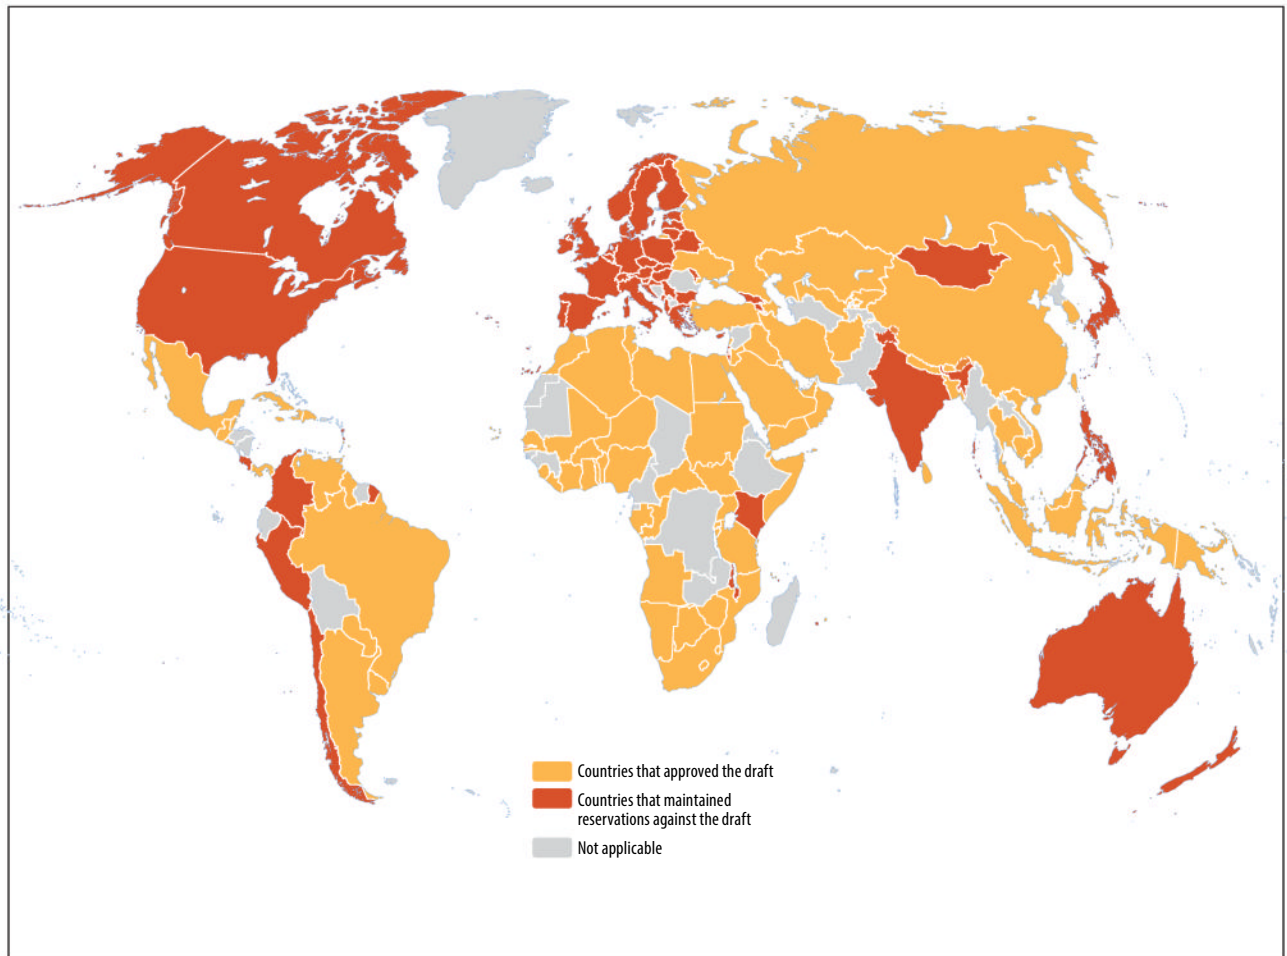 Countries that approved the draft
Countries that maintained
reservations against the draft
Not applicable